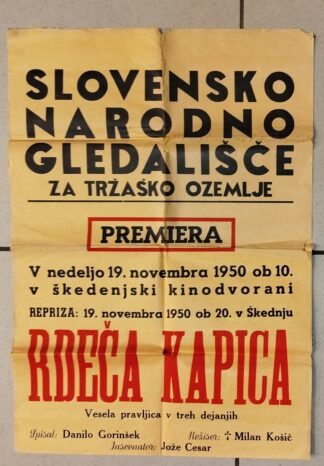 SLOVENSKO
NARODNO
GLEDALIŠČE
ZA TRŽAŠKO OZEMLJE
PREMIERA
V nedeljo 19. novembra 1950 ob 10.
v škedenjski kinodvorani
REPRIZA: 19. novembra 1950 ob 20. v Škednju
RDEČA KAPICA
Vesela pravljica v treh dejanjih
Spisal: Danilo Gorinšek Režiser: † Milan Košič
Inscenator: Jože Cesar